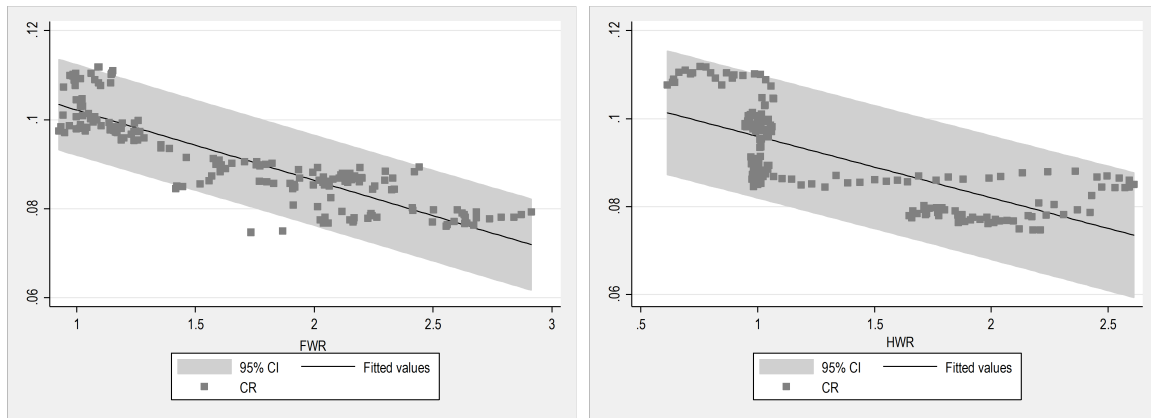 .12
.1
.08
.06
1
1.5
2
2.5
3
FWR
95% CI
Fitted values
CR
.12
.1
.08
.06
.5
1
1.5
2
2.5
HWR
95% CI
Fitted values
CR